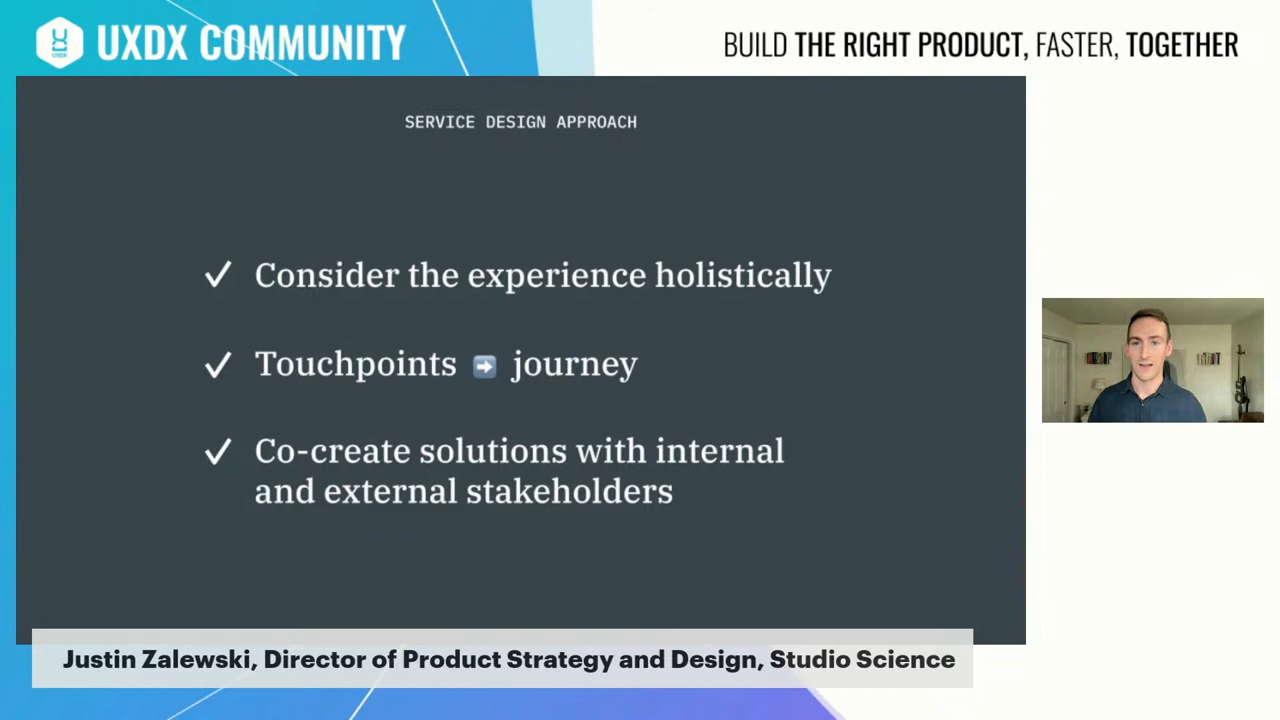 UXDX COMMUNITY
BUILD THE RIGHT PRODUCT, FASTER, TOGETHER
SERVICE DESIGN APPROACH
✓ Consider the experience holistically
✓ Touchpoints ➡ journey
✓ Co-create solutions with internal
and external stakeholders
Justin Zalewski, Director of Product Strategy and Design, Studio Science